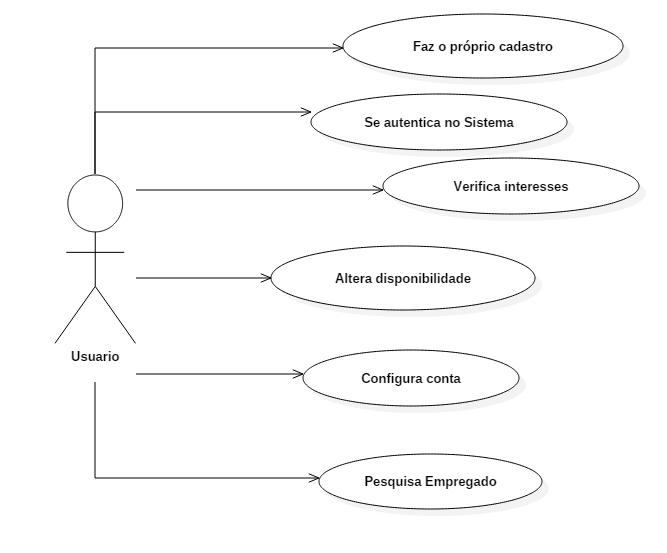 Faz o próprio cadastro
Se autentica no Sistema
Verifica interesses
Altera disponibilidade
Usuario
Configura conta
Pesquisa Empregado